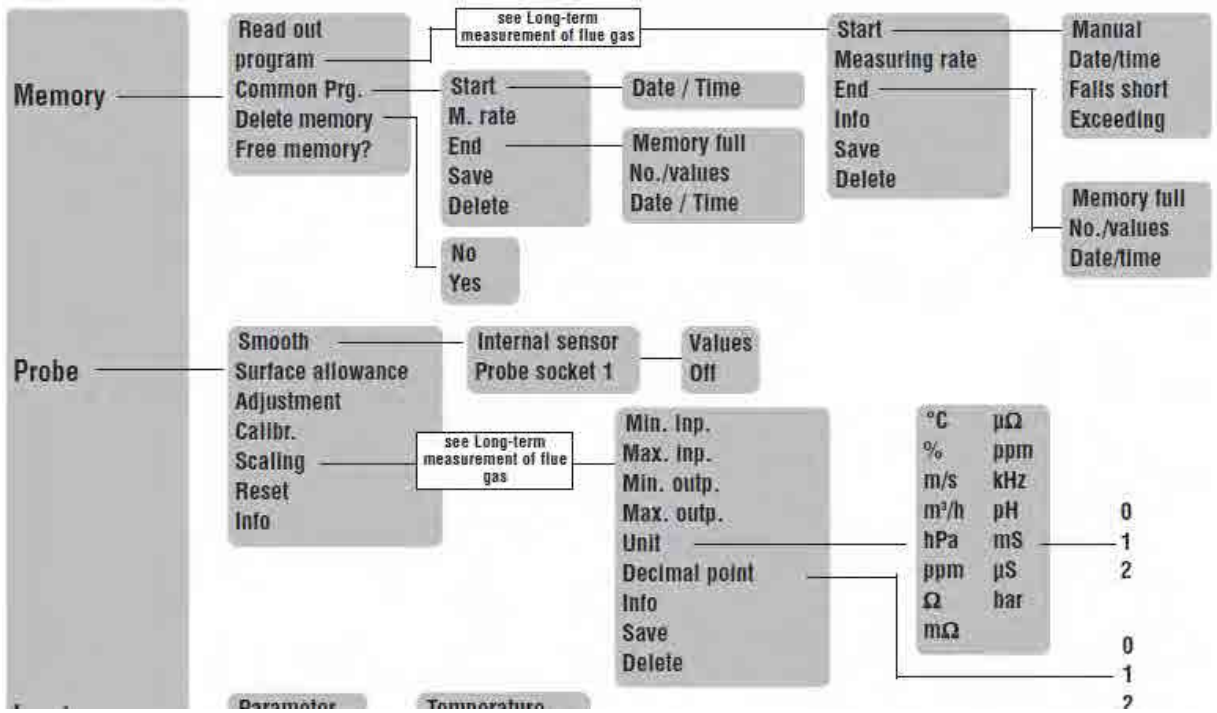 Memory
Read out
program
Common Prg.
Delete memory
Free memory?
see Long-term
measurement of flue gas
Start
M. rate
End
Save
Delete
Date / Time
Memory full
No./values
Date / Time
No
Yes
Start
Measuring rate
End
Info
Save
Delete
Manual
Date/time
Falls short
Exceeding
Memory full
No./values
Date/time
Probe
Smooth
Surface allowance
Adjustment
Calibr.
Scaling
Reset
Info
Internal sensor
Probe socket 1
Values
Off
see Long-term
measurement of flue
gas
Min. inp.
Max. inp.
Min. outp.
Max. outp.
Unit
Decimal point
Info
Save
Delete
°C µΩ
% ppm
m/s kHz
m³/h pH
hPa mS
ppm µS
Ω bar
mΩ
0
1
2
0
1
2
Parameter
Temperature